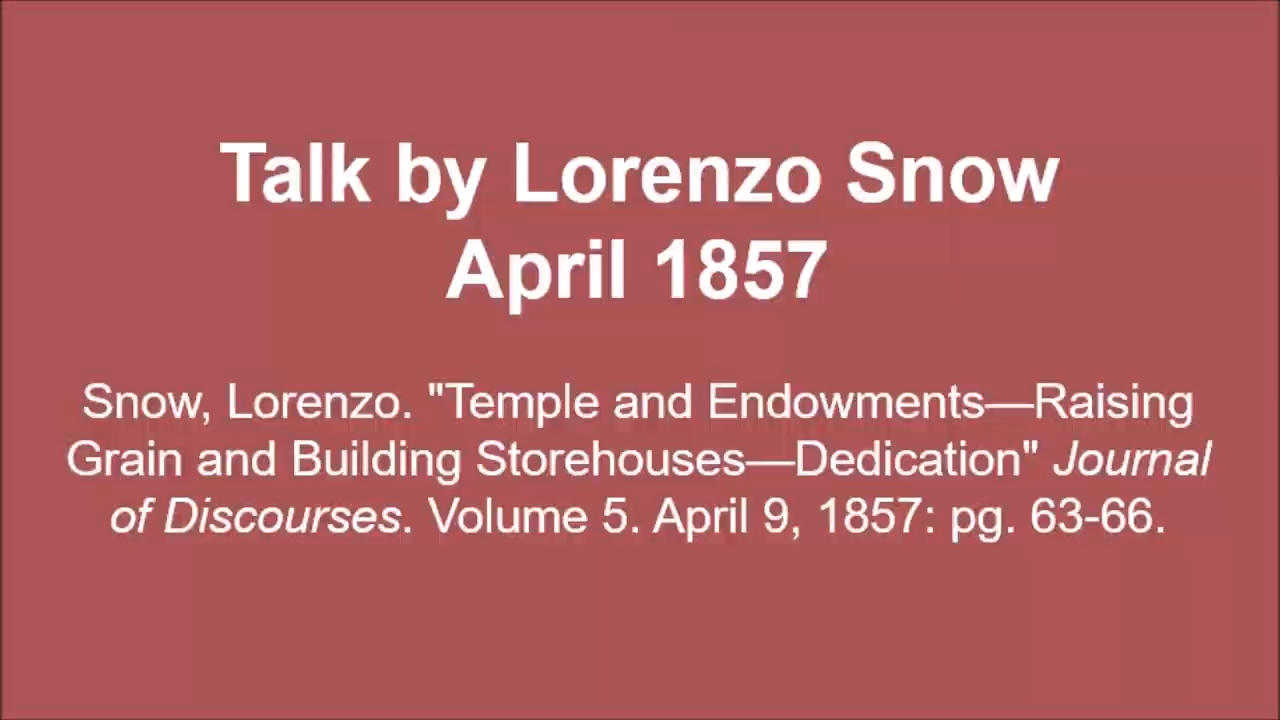 Talk by Lorenzo Snow
April 1857
Snow, Lorenzo. "Temple and Endowments—Raising
Grain and Building Storehouses—Dedication" Journal
of Discourses. Volume 5. April 9, 1857: pg. 63-66.